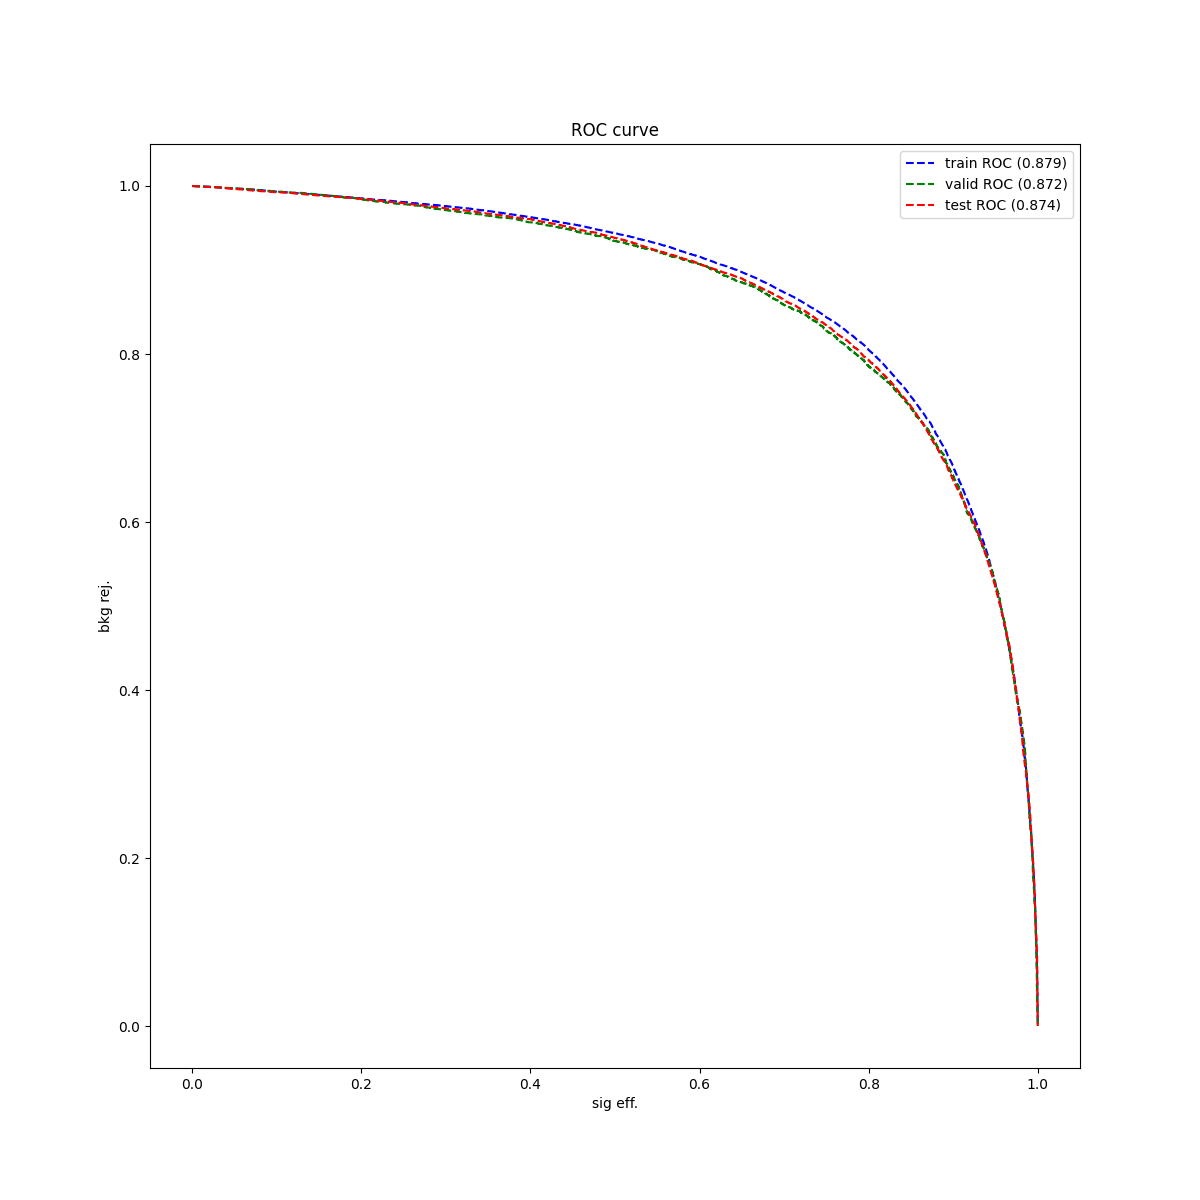 ROC curve
train ROC (0.879)
valid ROC (0.872)
test ROC (0.874)
1.0
0.8
0.6
0.4
0.2
0.0
bkg rej.
0.0 0.2 0.4 0.6 0.8 1.0
sig eff.